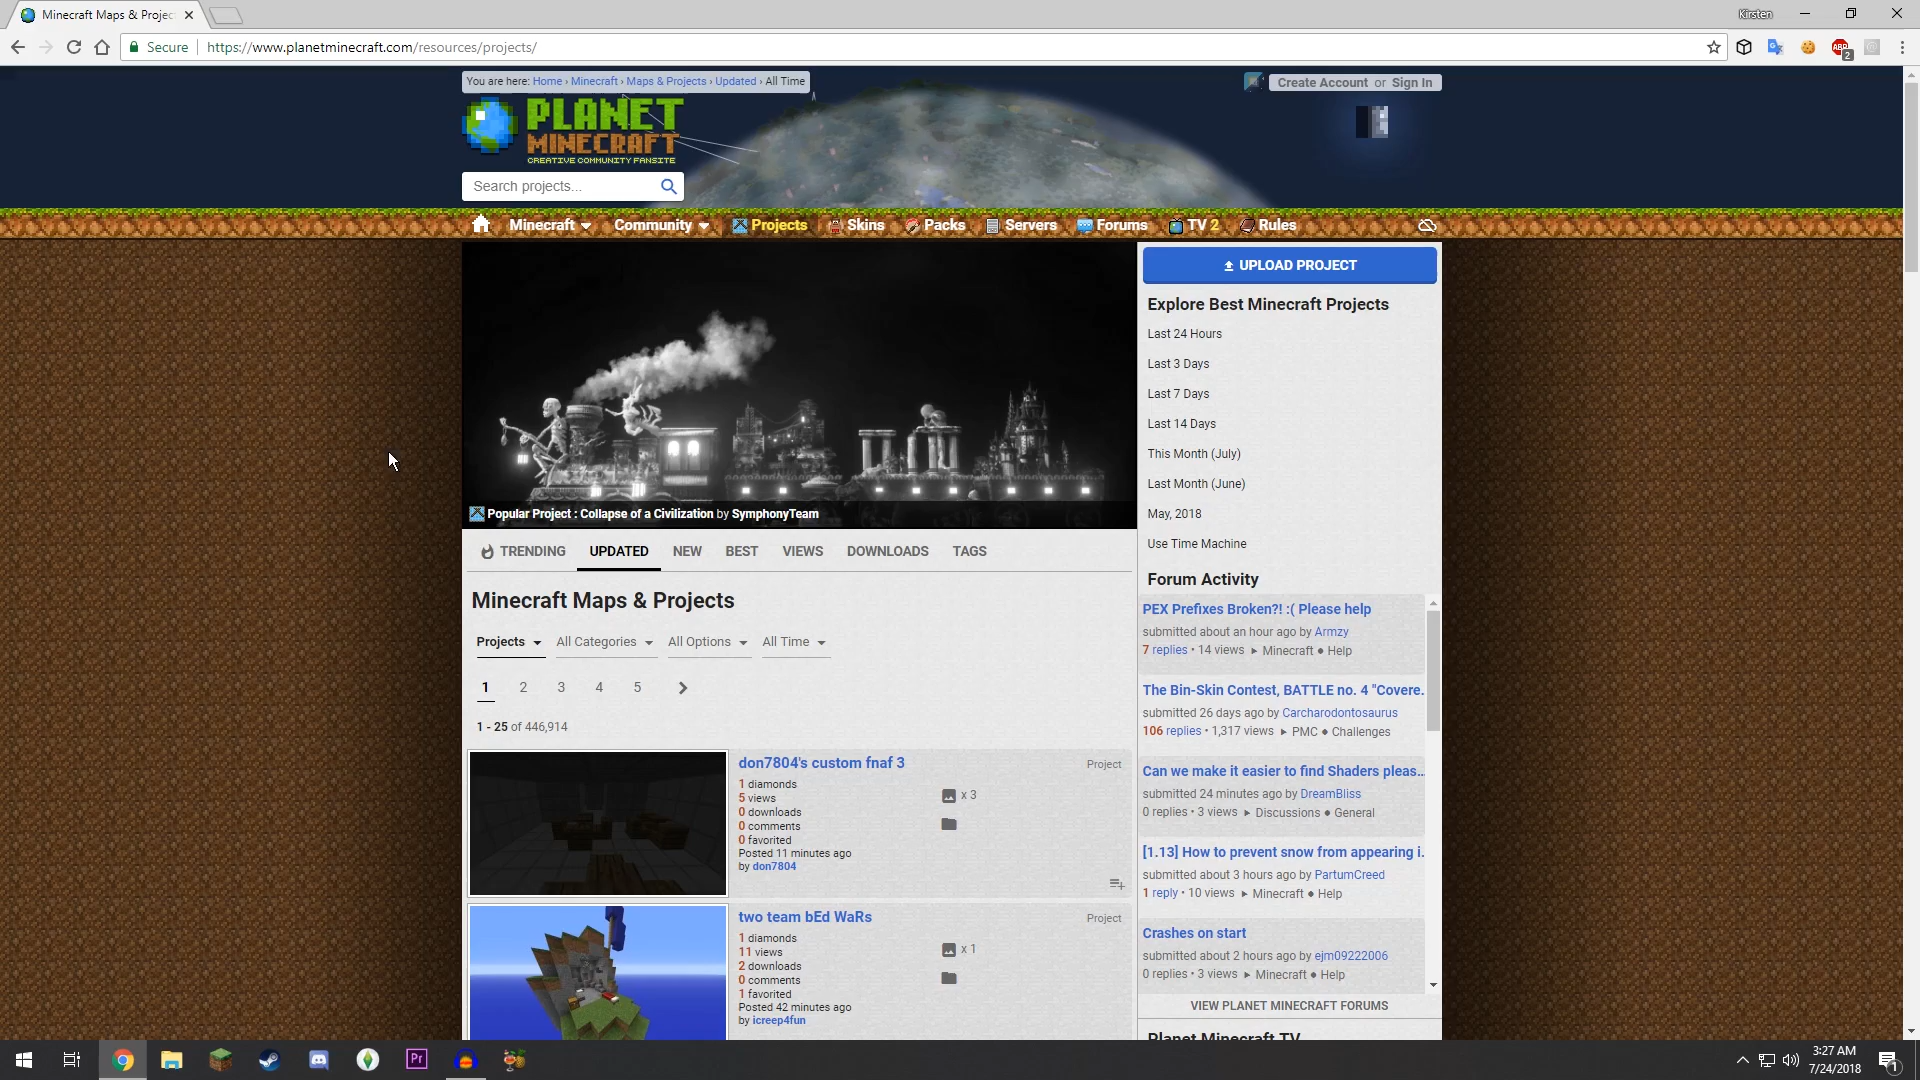 Minecraft Maps & Projec
Kirsten
Secure
https://www.planetminecraft.com/resources/projects/
ABP
2
You are here: Home › Minecraft › Maps & Projects › Updated › All Time
Create Account or Sign In
PLANET
MINECRAFT
CREATIVE COMMUNITY FANSITE
Search projects...
Minecraft
Community
Projects
Skins
Packs
Servers
Forums
TV 2
Rules
Popular Project : Collapse of a Civilization by SymphonyTeam
TRENDING
UPDATED
NEW
BEST
VIEWS
DOWNLOADS
TAGS
Minecraft Maps & Projects
Projects
All Categories
All Options
All Time
1 2 3 4 5
1 - 25 of 446,914
don7804's custom fnaf 3
Project
1 diamonds
5 views
0 downloads
0 comments
0 favorited
Posted 11 minutes ago
by don7804
x 3
two team bEd WaRs
Project
1 diamonds
11 views
2 downloads
0 comments
1 favorited
Posted 42 minutes ago
by icreep4fun
x 1
UPLOAD PROJECT
Explore Best Minecraft Projects
Last 24 Hours
Last 3 Days
Last 7 Days
Last 14 Days
This Month (July)
Last Month (June)
May, 2018
Use Time Machine
Forum Activity
PEX Prefixes Broken?! :( Please help
submitted about an hour ago by Armzy
7 replies • 14 views ▸ Minecraft • Help
The Bin-Skin Contest, BATTLE no. 4 "Covere.
submitted 26 days ago by Carcharodontosaurus
106 replies • 1,317 views ▸ PMC • Challenges
Can we make it easier to find Shaders pleas...
submitted 24 minutes ago by DreamBliss
0 replies • 3 views ▸ Discussions • General
[1.13] How to prevent snow from appearing i.
submitted about 3 hours ago by PartumCreed
1 reply • 10 views ▸ Minecraft • Help
Crashes on start
submitted about 2 hours ago by ejm09222006
0 replies • 3 views ▸ Minecraft • Help
VIEW PLANET MINECRAFT FORUMS
Planet Minecraft TV
Pr
3:27 AM
7/24/2018
1